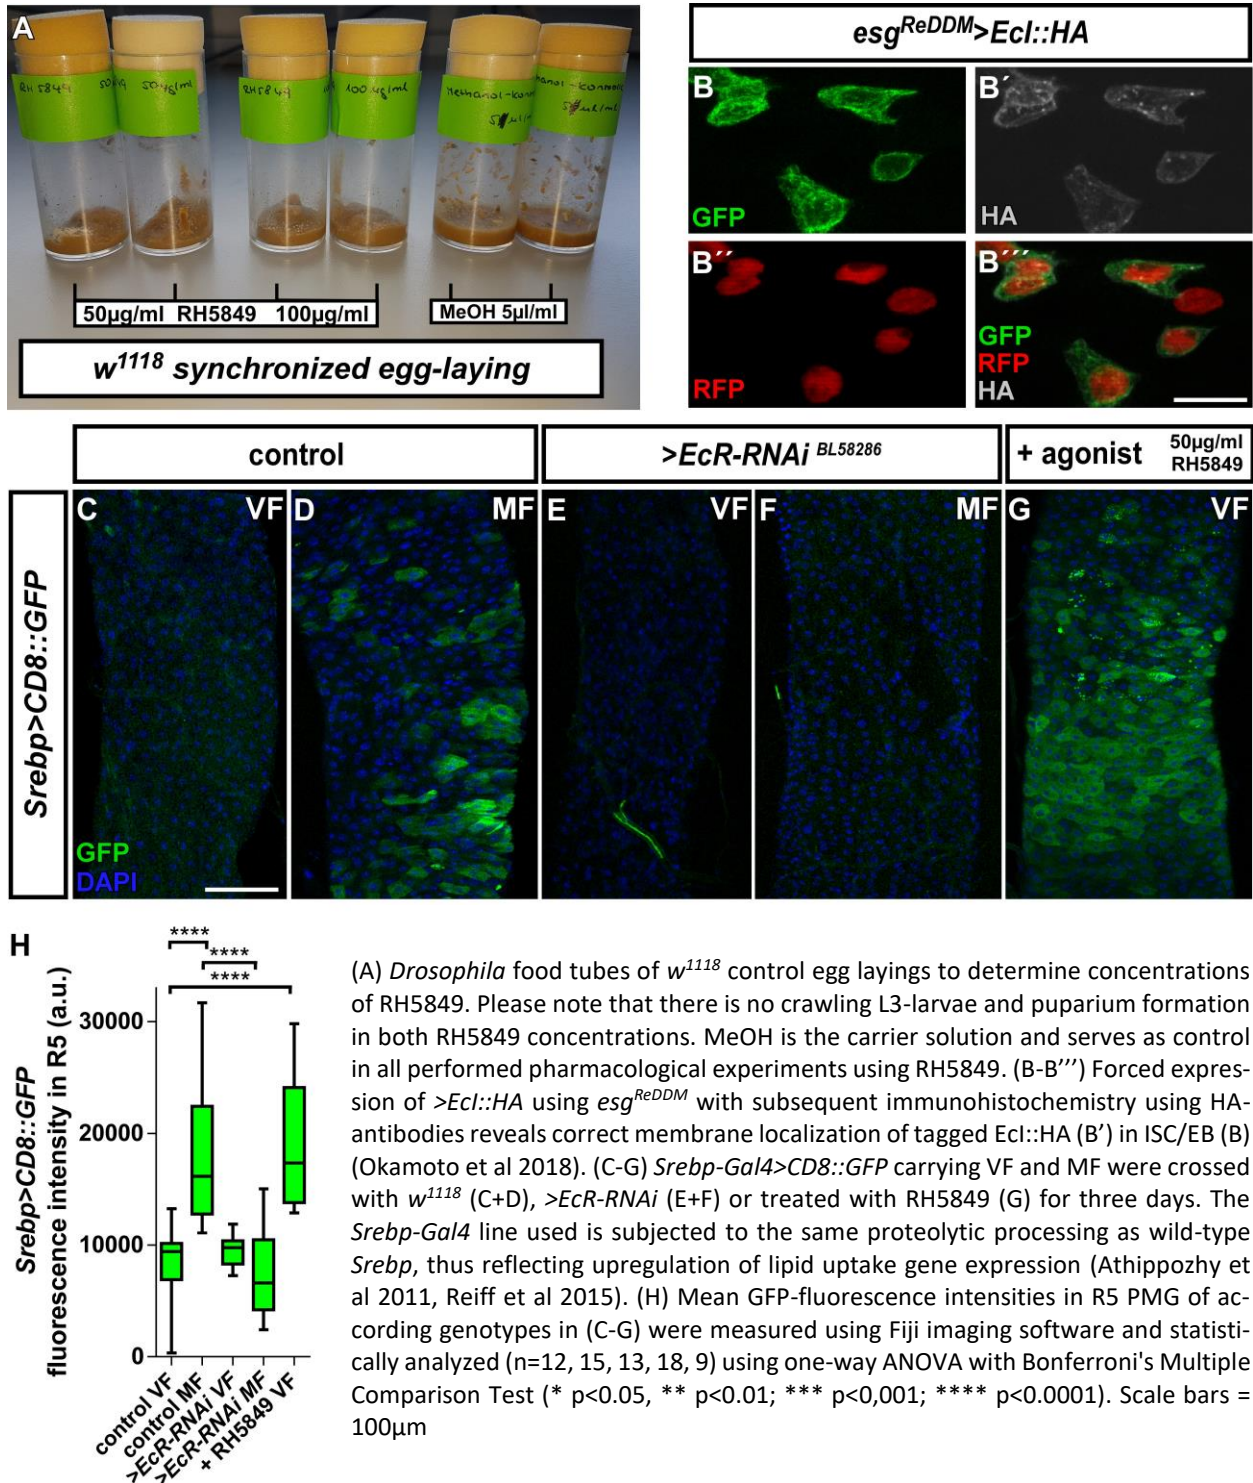 A
RH5849 50µg
50µg/ml
RH5849
100µg/ml
Methanol-Kontrolle
50µg/ml RH5849 100µg/ml
MeOH 5µl/ml
w1118 synchronized egg-laying
esgReDDM>EcI::HA
B
GFP
B´
HA
B´´
RFP
B´´´
GFP
RFP
HA
control
>EcR-RNAi BL58286
+ agonist 50µg/ml
RH5849
Srebp>CD8::GFP
C VF
D MF
E VF
F MF
G VF
GFP
DAPI
H
****
****
****
Srebp>CD8::GFP
fluorescence intensity in R5 (a.u.)
30000
20000
10000
0
control VF
control MF
>EcR-RNAi VF
>EcR-RNAi MF
+ RH5849 VF
(A) Drosophila food tubes of w1118 control egg layings to determine concentrations
of RH5849. Please note that there is no crawling L3-larvae and puparium formation
in both RH5849 concentrations. MeOH is the carrier solution and serves as control
in all performed pharmacological experiments using RH5849. (B-B’’’) Forced expres-
sion of >EcI::HA using esgReDDM with subsequent immunohistochemistry using HA-
antibodies reveals correct membrane localization of tagged EcI::HA (B’) in ISC/EB (B)
(Okamoto et al 2018). (C-G) Srebp-Gal4>CD8::GFP carrying VF and MF were crossed
with w1118 (C+D), >EcR-RNAi (E+F) or treated with RH5849 (G) for three days. The
Srebp-Gal4 line used is subjected to the same proteolytic processing as wild-type
Srebp, thus reflecting upregulation of lipid uptake gene expression (Athippozhy et
al 2011, Reiff et al 2015). (H) Mean GFP-fluorescence intensities in R5 PMG of ac-
cording genotypes in (C-G) were measured using Fiji imaging software and statisti-
cally analyzed (n=12, 15, 13, 18, 9) using one-way ANOVA with Bonferroni's Multiple
Comparison Test (* p<0.05, ** p<0.01; *** p<0,001; **** p<0.0001). Scale bars =
100µm